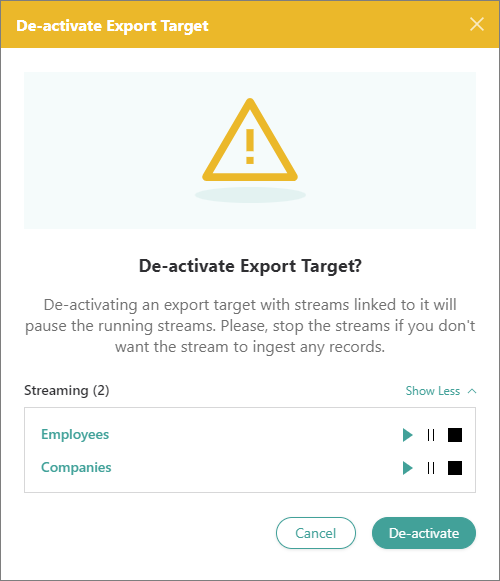 De-activate Export Target
De-activate Export Target?
De-activating an export target with streams linked to it will
pause the running streams. Please, stop the streams if you don't
want the stream to ingest any records.
Streaming (2)
Show Less
Employees
Companies
Cancel
De-activate